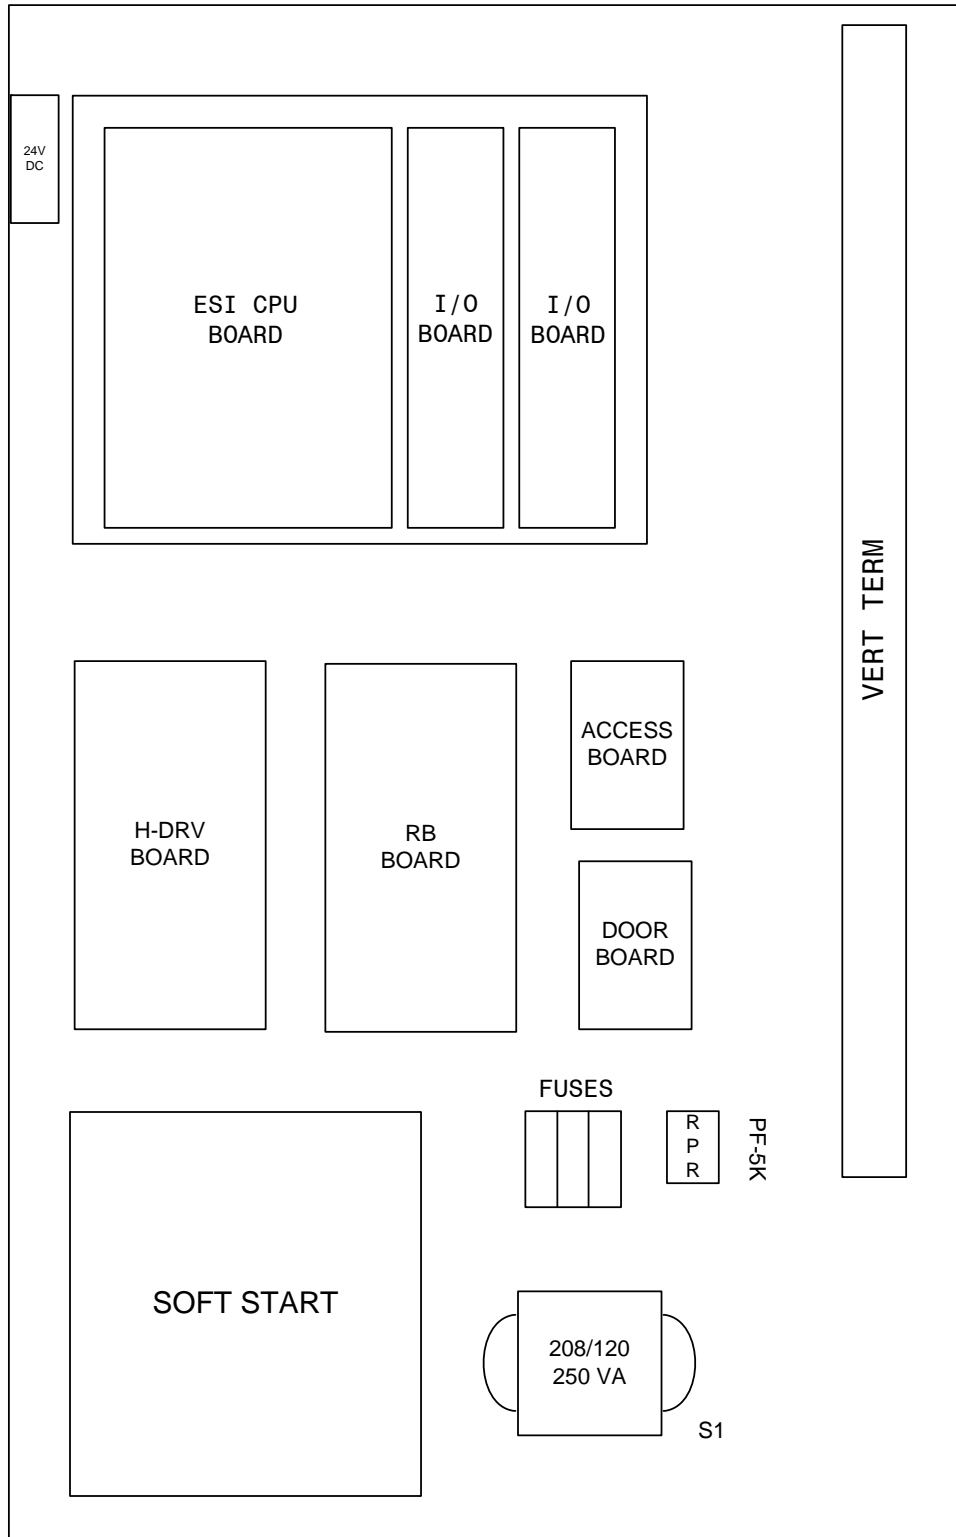 24V
DC
ESI CPU
BOARD
I/O
BOARD
I/O
BOARD
VERT TERM
H-DRV
BOARD
RB
BOARD
ACCESS
BOARD
DOOR
BOARD
FUSES
R
P
R
PF-5K
SOFT START
208/120
250 VA
S1